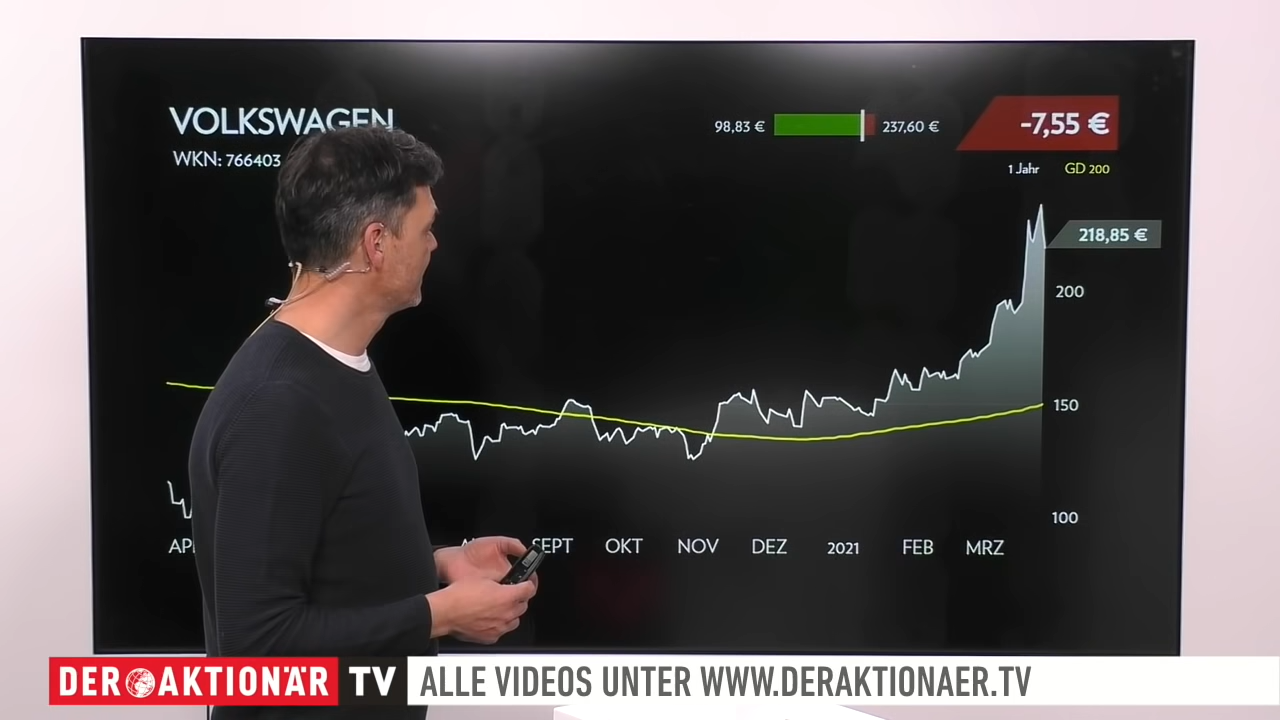 VOLKSWAGEN
WKN: 766403
98,83 €
237,60 €
-7,55 €
1 Jahr
GD 200
218,85 €
200
150
100
SEPT OKT NOV DEZ 2021 FEB MRZ
DER AKTIONÄR TV ALLE VIDEOS UNTER WWW.DERAKTIONAER.TV